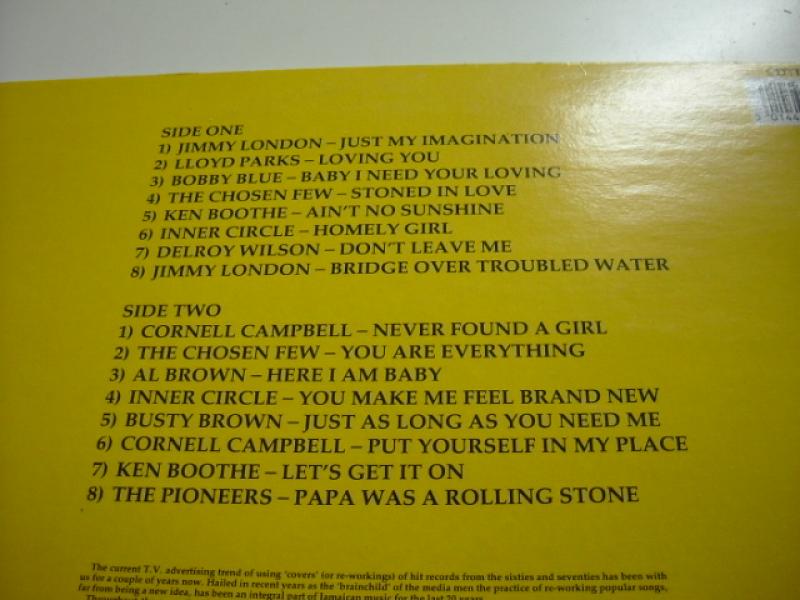 SIDE ONE
1) JIMMY LONDON – JUST MY IMAGINATION
2) LLOYD PARKS – LOVING YOU
3) BOBBY BLUE – BABY I NEED YOUR LOVING
4) THE CHOSEN FEW – STONED IN LOVE
5) KEN BOOTHE – AIN'T NO SUNSHINE
6) INNER CIRCLE – HOMELY GIRL
7) DELROY WILSON – DON'T LEAVE ME
8) JIMMY LONDON – BRIDGE OVER TROUBLED WATER
SIDE TWO
1) CORNELL CAMPBELL – NEVER FOUND A GIRL
2) THE CHOSEN FEW – YOU ARE EVERYTHING
3) AL BROWN – HERE I AM BABY
4) INNER CIRCLE – YOU MAKE ME FEEL BRAND NEW
5) BUSTY BROWN – JUST AS LONG AS YOU NEED ME
6) CORNELL CAMPBELL – PUT YOURSELF IN MY PLACE
7) KEN BOOTHE – LET'S GET IT ON
8) THE PIONEERS – PAPA WAS A ROLLING STONE
The current T.V. advertising trend of using 'covers' (or re-workings) of hit records from the sixties and seventies has been with
us for a couple of years now. Hailed in recent years as the 'brainchild' of the media men the practice of re-working popular songs,
far from being a new idea, has been an integral part of Jamaican music for the last 20 years.